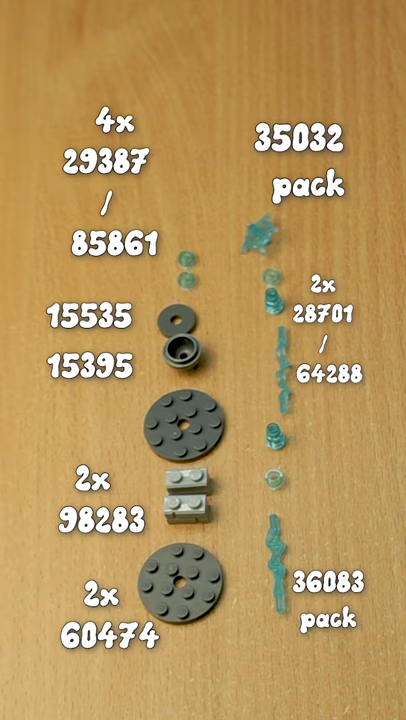 4x
29387
/
85861
15535
15395
2x
98283
2x
60474
35032
pack
2x
28701
/
64288
36083
pack